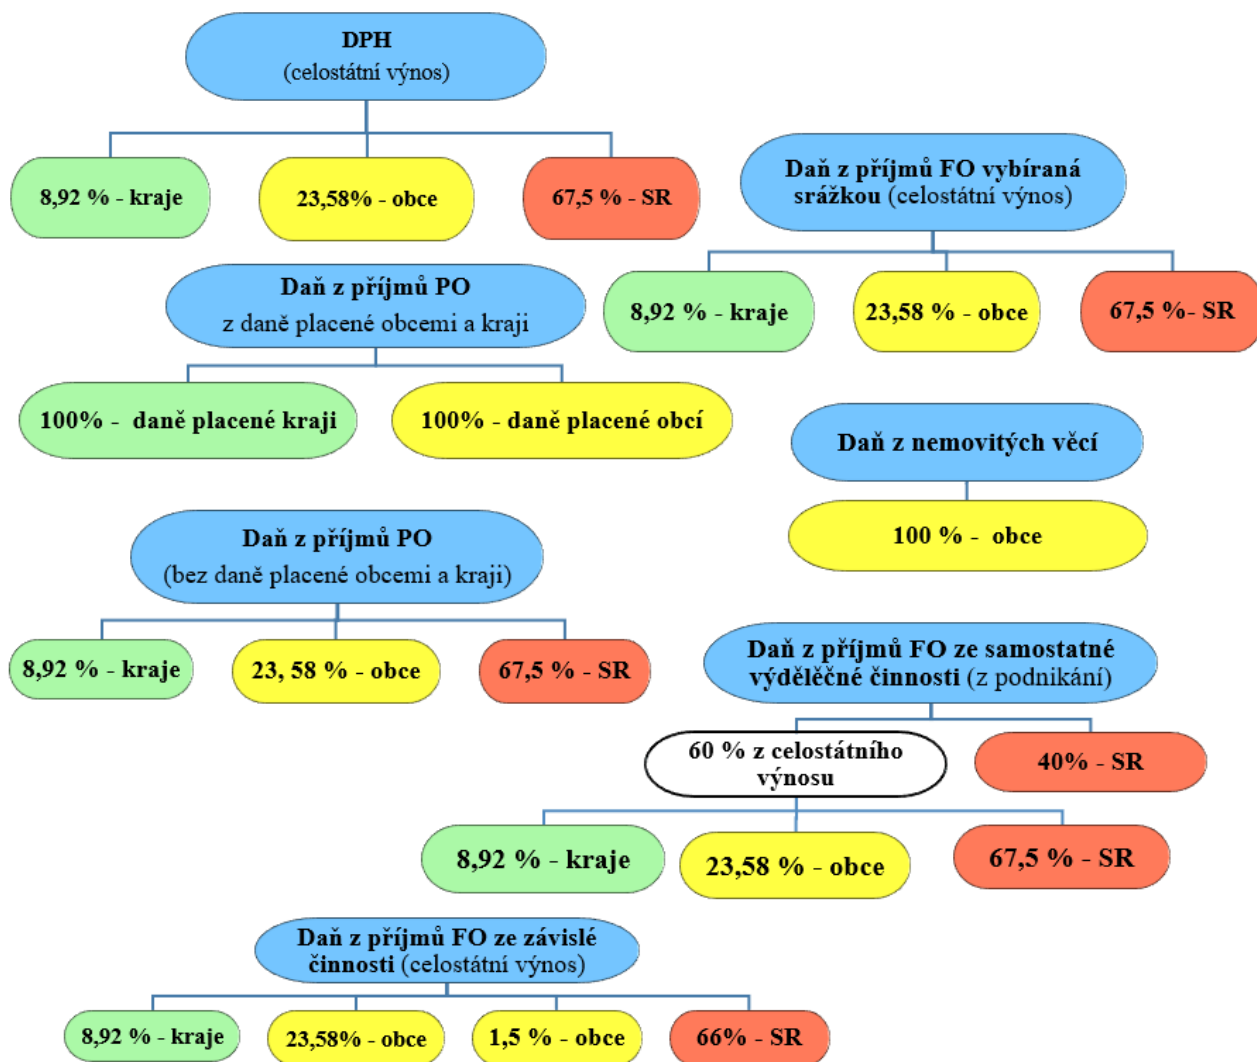 DPH
(celostátní výnos)
8,92 % - kraje
23,58% - obce
67,5 % - SR
Daň z příjmů FO vybíraná
srážkou (celostátní výnos)
8,92 % - kraje
23,58 % - obce
67,5 %- SR
Daň z příjmů PO
z daně placené obcemi a kraji
100% -  daně placené kraji
100% - daně placené obcí
Daň z nemovitých věcí
100 % -  obce
Daň z příjmů PO
(bez daně placené obcemi a kraji)
8,92 % - kraje
23, 58 % - obce
67,5 % - SR
Daň z příjmů FO ze samostatné
výdělěčné činnosti (z podnikání)
60 % z celostátního
výnosu
40% - SR
8,92 % - kraje
23,58 % - obce
67,5 % - SR
Daň z příjmů FO ze závislé
činnosti (celostátní výnos)
8,92 % - kraje
23,58% - obce
1,5 % - obce
66% - SR